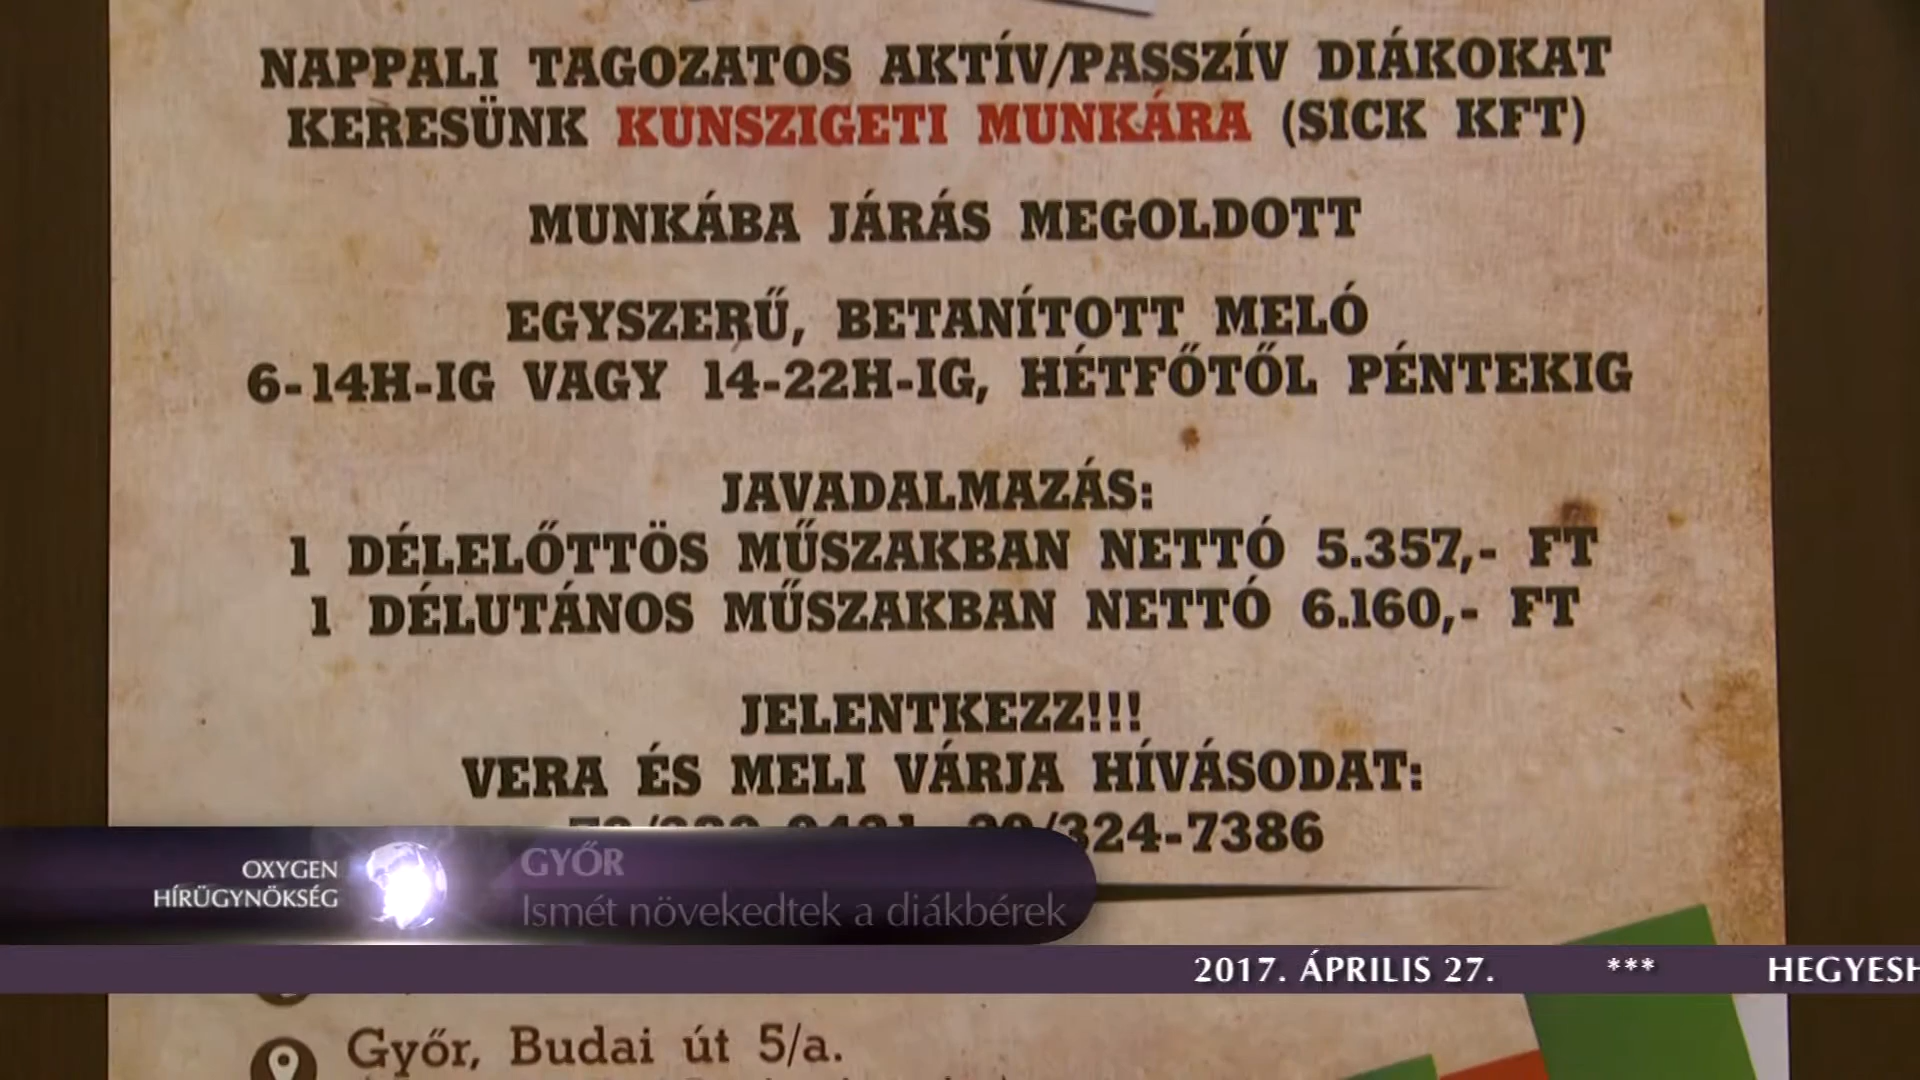 NAPPALI TAGOZATOS AKTÍV/PASSZÍV DIÁKOKAT
KERESÜNK KUNSZIGETI MUNKÁRA (SICK KFT)
MUNKÁBA JÁRÁS MEGOLDOTT
EGYSZERŰ, BETANÍTOTT MELÓ
6-14H-IG VAGY 14-22H-IG, HÉTFŐTŐL PÉNTEKIG
JAVADALMAZÁS:
1 DÉLELŐTTÖS MŰSZAKBAN NETTÓ 5.357,- FT
1 DÉLUTÁNOS MŰSZAKBAN NETTÓ 6.160,- FT
JELENTKEZZ!!!
VERA ÉS MELI VÁRJA HÍVÁSODAT:
/324-7386
OXYGEN
HÍRÜGYNÖKSÉG
GYŐR
Ismét növekedtek a diákbérek
2017. ÁPRILIS 27. *** HEGYESH
Győr, Budai út 5/a.